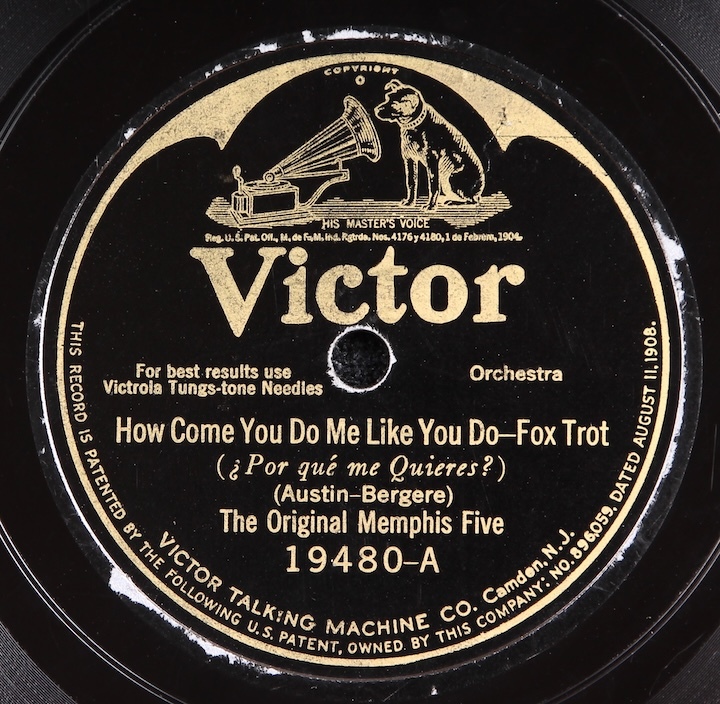 COPYRIGHT
HIS MASTER'S VOICE
Reg. U.S. Pat. Off., M. de F., M. Ind. Rgtrda. Nos. 4176 y 4180, 1 de Febrero, 1904.
Victor
For best results use
Victrola Tungs-tone Needles
Orchestra
How Come You Do Me Like You Do—Fox Trot
(¿Por qué me Quieres?)
(Austin-Bergere)
The Original Memphis Five
19480-A
VICTOR TALKING MACHINE CO. Camden, N.J.
THIS RECORD IS PATENTED BY THE FOLLOWING U.S. PATENT, OWNED BY THIS COMPANY: NO. 896,059, DATED AUGUST 11, 1908.